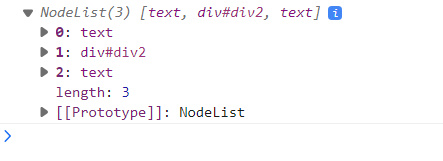 NodeList(3) [text, div#div2, text] i
0: text
1: div#div2
2: text
length: 3
[[Prototype]]: NodeList